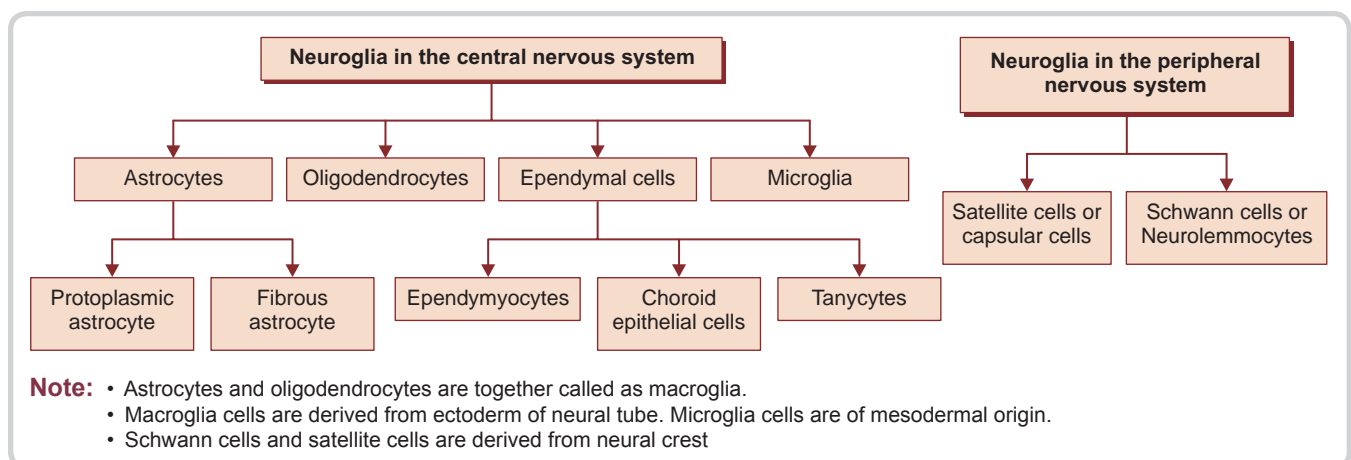 Neuroglia in the central nervous system
Neuroglia in the peripheral
nervous system
Astrocytes
Oligodendrocytes
Ependymal cells
Microglia
Satellite cells or
capsular cells
Schwann cells or
Neurolemmocytes
Protoplasmic
astrocyte
Fibrous
astrocyte
Ependymyocytes
Choroid
epithelial cells
Tanycytes
Note: • Astrocytes and oligodendrocytes are together called as macroglia.
• Macroglia cells are derived from ectoderm of neural tube. Microglia cells are of mesodermal origin.
• Schwann cells and satellite cells are derived from neural crest